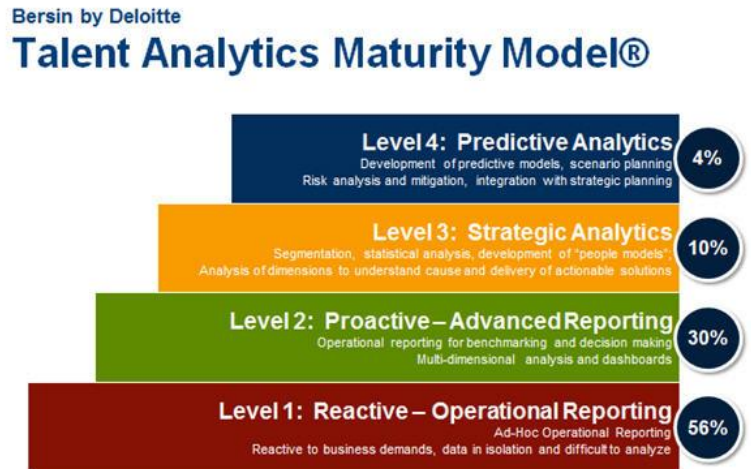 Bersin by Deloitte
Talent Analytics Maturity Model®
Level 4: Predictive Analytics
Development of predictive models, scenario planning
Risk analysis and mitigation, integration with strategic planning
4%
Level 3: Strategic Analytics
Segmentation, statistical analysis, development of "people models";
Analysis of dimensions to understand cause and delivery of actionable solutions
10%
Level 2: Proactive – Advanced Reporting
Operational reporting for benchmarking and decision making
Multi-dimensional analysis and dashboards
30%
Level 1: Reactive – Operational Reporting
Ad-Hoc Operational Reporting
Reactive to business demands, data in isolation and difficult to analyze
56%